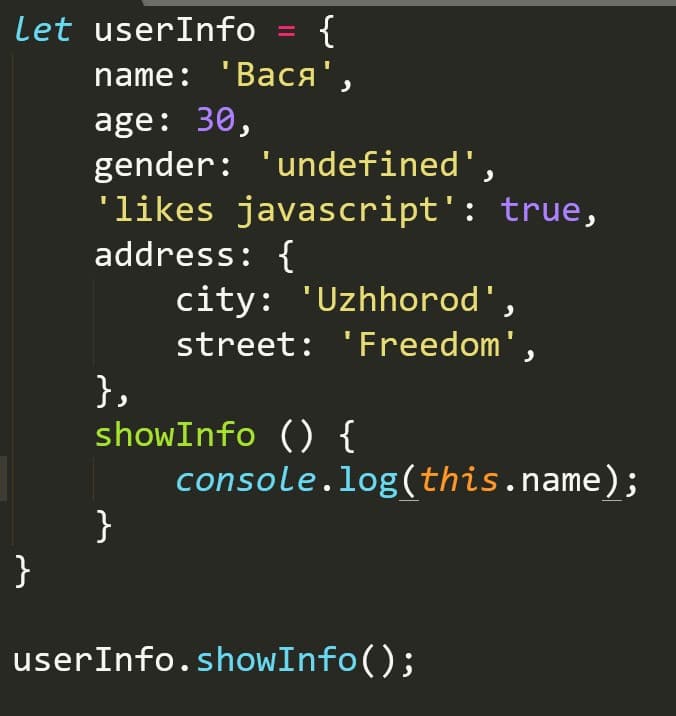 let userInfo = {
    name: 'Вася',
    age: 30,
    gender: 'undefined',
    'likes javascript': true,
    address: {
        city: 'Uzhhorod',
        street: 'Freedom',
    },
    showInfo () {
        console.log(this.name);
    }
}

userInfo.showInfo();